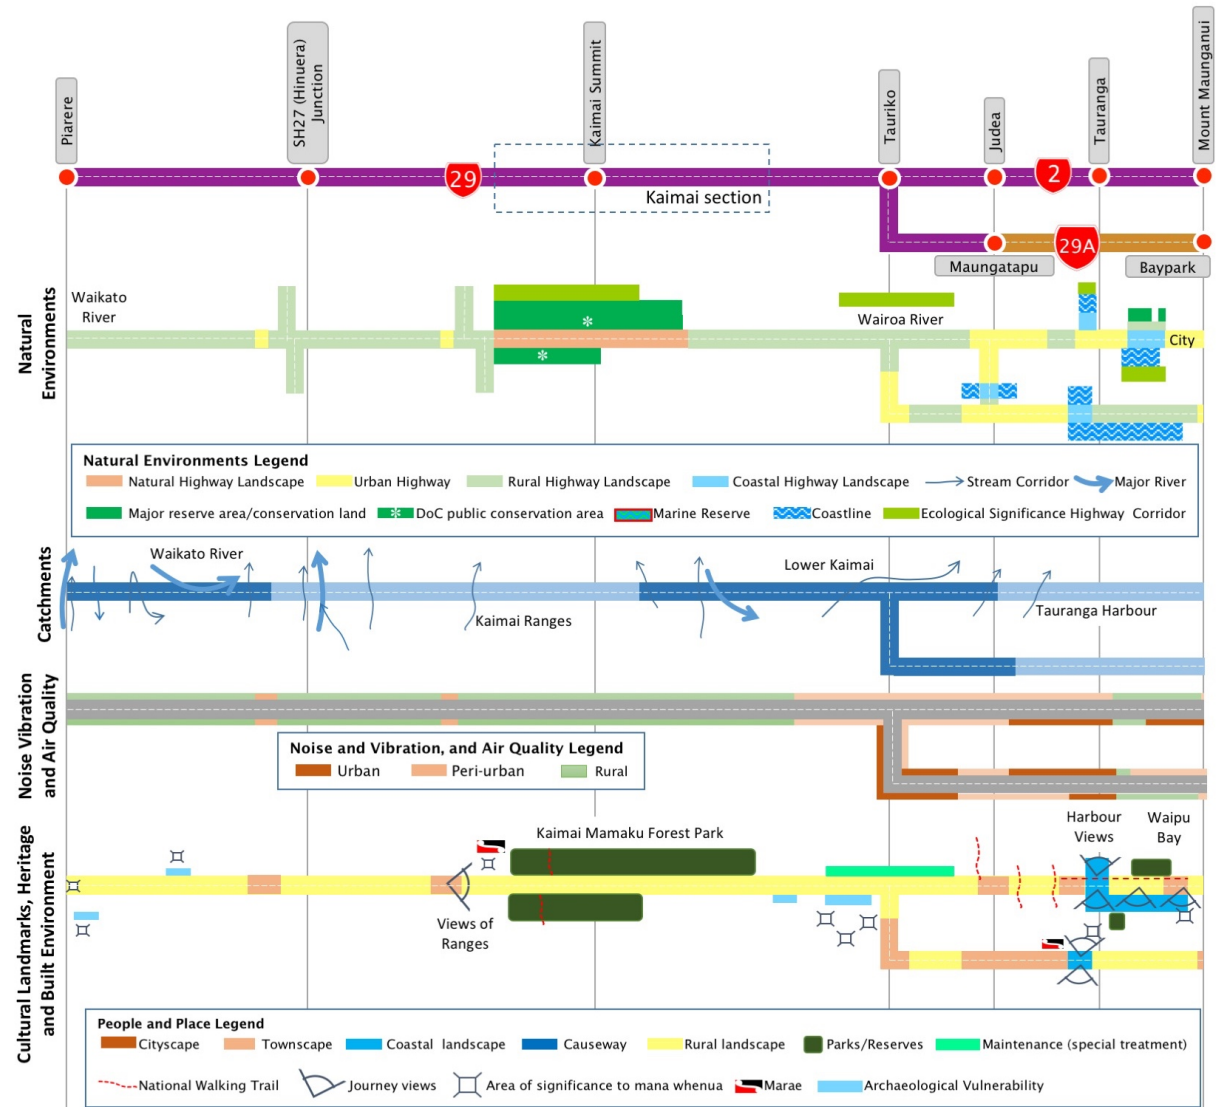 Piarere
SH27 (Hinuera)
Junction
Kaimai Summit
Tauriko
Judea
Tauranga
Mount Maunganui
29
2
Kaimai section
29A
Maungatapu
Baypark
Natural
Environments
Waikato
River
*
*
Wairoa River
City
Natural Environments Legend
Natural Highway Landscape
Urban Highway
Rural Highway Landscape
Coastal Highway Landscape
Stream Corridor
Major River
Major reserve area/conservation land
* DoC public conservation area
Marine Reserve
Coastline
Ecological Significance Highway Corridor
Catchments
Waikato River
Kaimai Ranges
Lower Kaimai
Tauranga Harbour
Noise Vibration
and Air Quality
Noise and Vibration, and Air Quality Legend
Urban
Peri-urban
Rural
Cultural Landmarks, Heritage
and Built Environment
Kaimai Mamaku Forest Park
Views of
Ranges
Harbour
Views
Waipu
Bay
People and Place Legend
Cityscape
Townscape
Coastal landscape
Causeway
Rural landscape
Parks/Reserves
Maintenance (special treatment)
National Walking Trail
Journey views
Area of significance to mana whenua
Marae
Archaeological Vulnerability